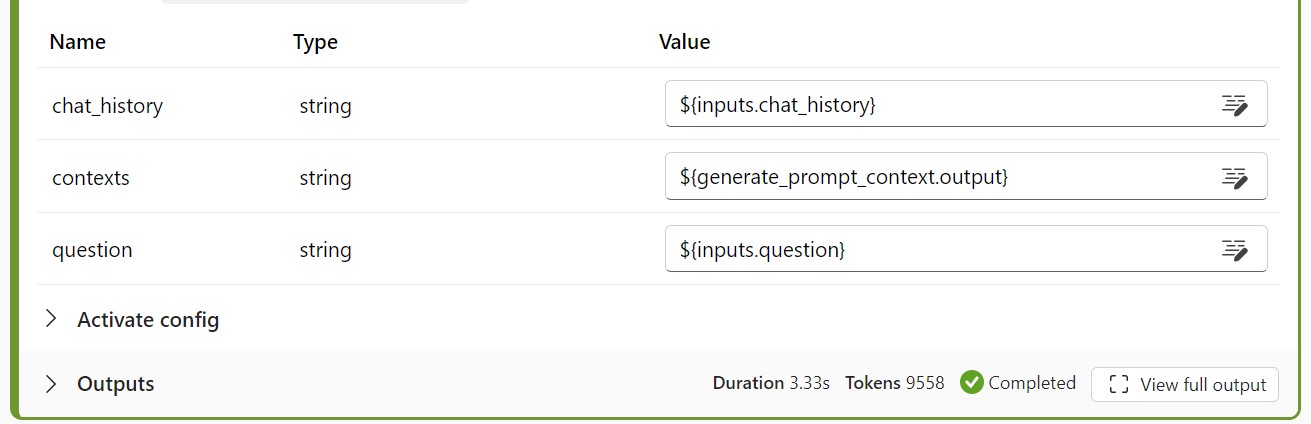 Name Type Value
chat_history string ${inputs.chat_history}
contexts string ${generate_prompt_context.output}
question string ${inputs.question}
Activate config
Outputs Duration 3.33s Tokens 9558 Completed View full output